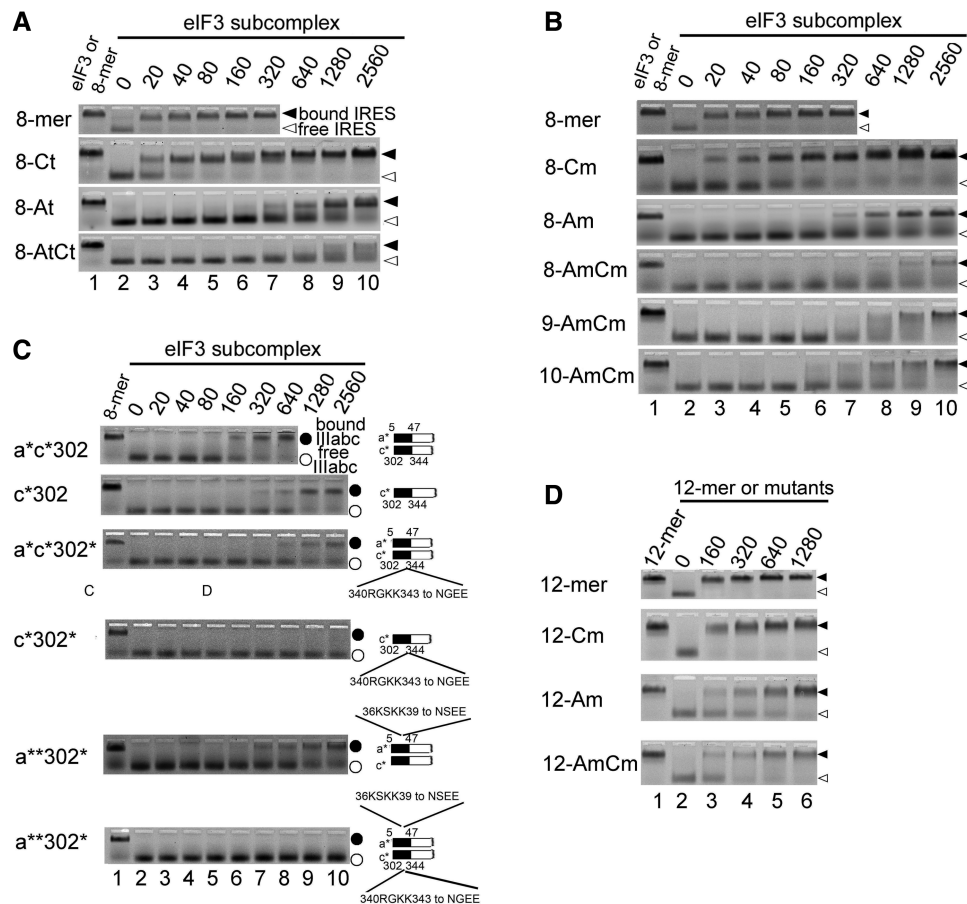 A
eIF3 subcomplex
eIF3 or
8-mer
0 20 40 80 160 320 640 1280 2560
8-mer
bound IRES
free IRES
8-Ct
8-At
8-AtCt
1 2 3 4 5 6 7 8 9 10
B
eIF3 subcomplex
eIF3 or
8-mer
0 20 40 80 160 320 640 1280 2560
8-mer
8-Cm
8-Am
8-AmCm
9-AmCm
10-AmCm
1 2 3 4 5 6 7 8 9 10
C
eIF3 subcomplex
8-mer 0 20 40 80 160 320 640 1280 2560
a*c*302
bound
IIIabc
free
IIIabc
5 47
a*
c*
302 344
c*302
c*
302 344
a*c*302*
5 47
a*
c*
302 344
340RGKK343 to NGEE
C D
c*302*
c*
302 344
340RGKK343 to NGEE
36KSKK39 to NSEE
a**302*
5 47
a*
c*
36KSKK39 to NSEE
a**302*
5 47
a*
c*
302 344
1 2 3 4 5 6 7 8 9 10
340RGKK343 to NGEE
D
12-mer or mutants
12-mer 0 160 320 640 1280
12-mer
12-Cm
12-Am
12-AmCm
1 2 3 4 5 6